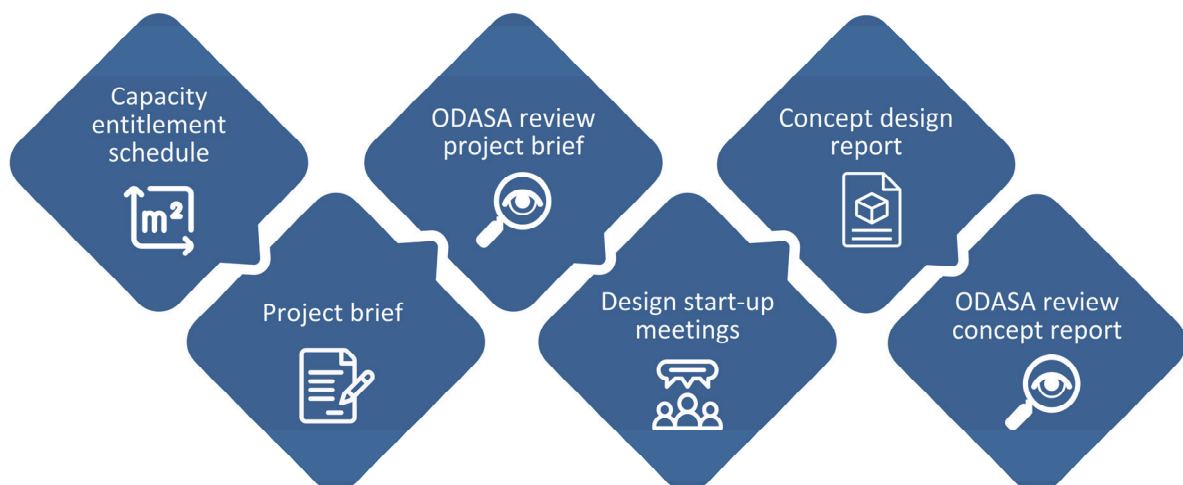 Capacity
entitlement
schedule
m²
Project brief
ODASA review
project brief
Design start-up
meetings
Concept design
report
ODASA review
concept report